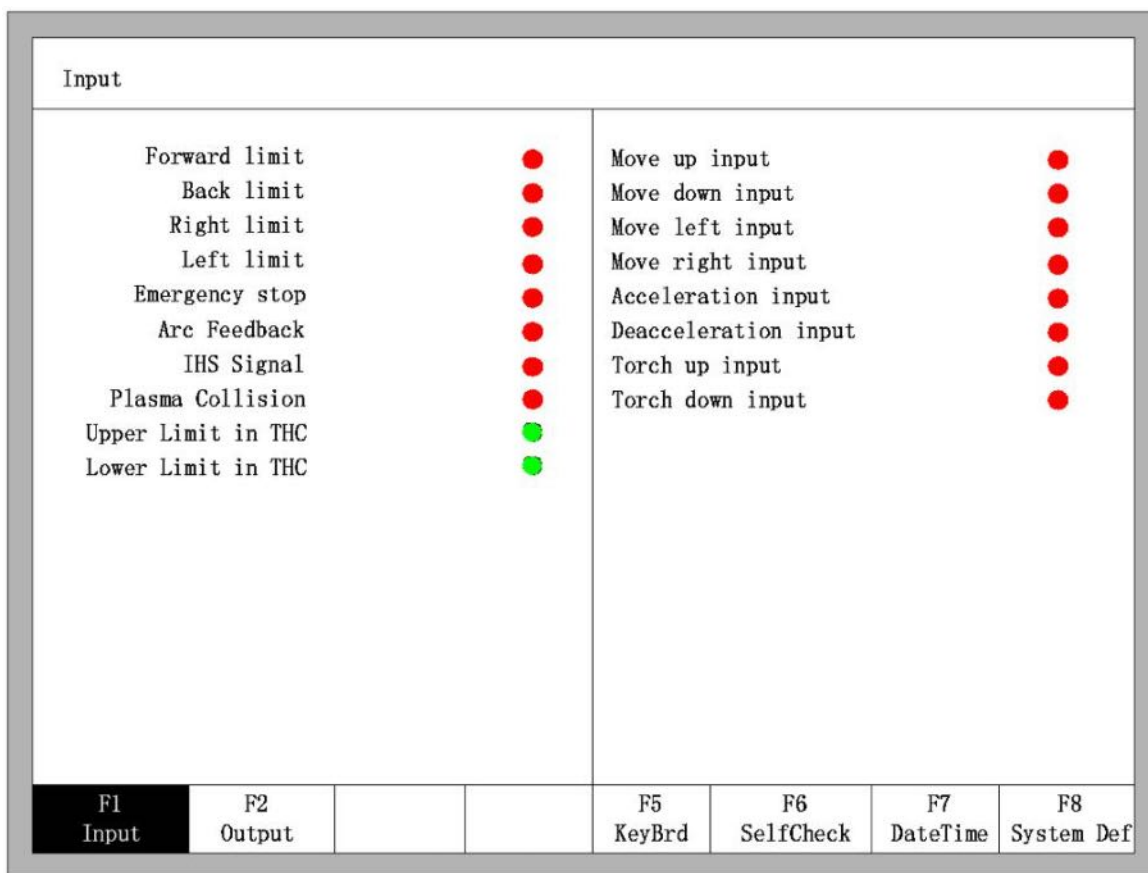 Input
Forward limit
Back limit
Right limit
Left limit
Emergency stop
Arc Feedback
IHS Signal
Plasma Collision
Upper Limit in THC
Lower Limit in THC
Move up input
Move down input
Move left input
Move right input
Acceleration input
Deacceleration input
Torch up input
Torch down input
F1
Input
F2
Output
F5
KeyBrd
F6
SelfCheck
F7
DateTime
F8
System Def